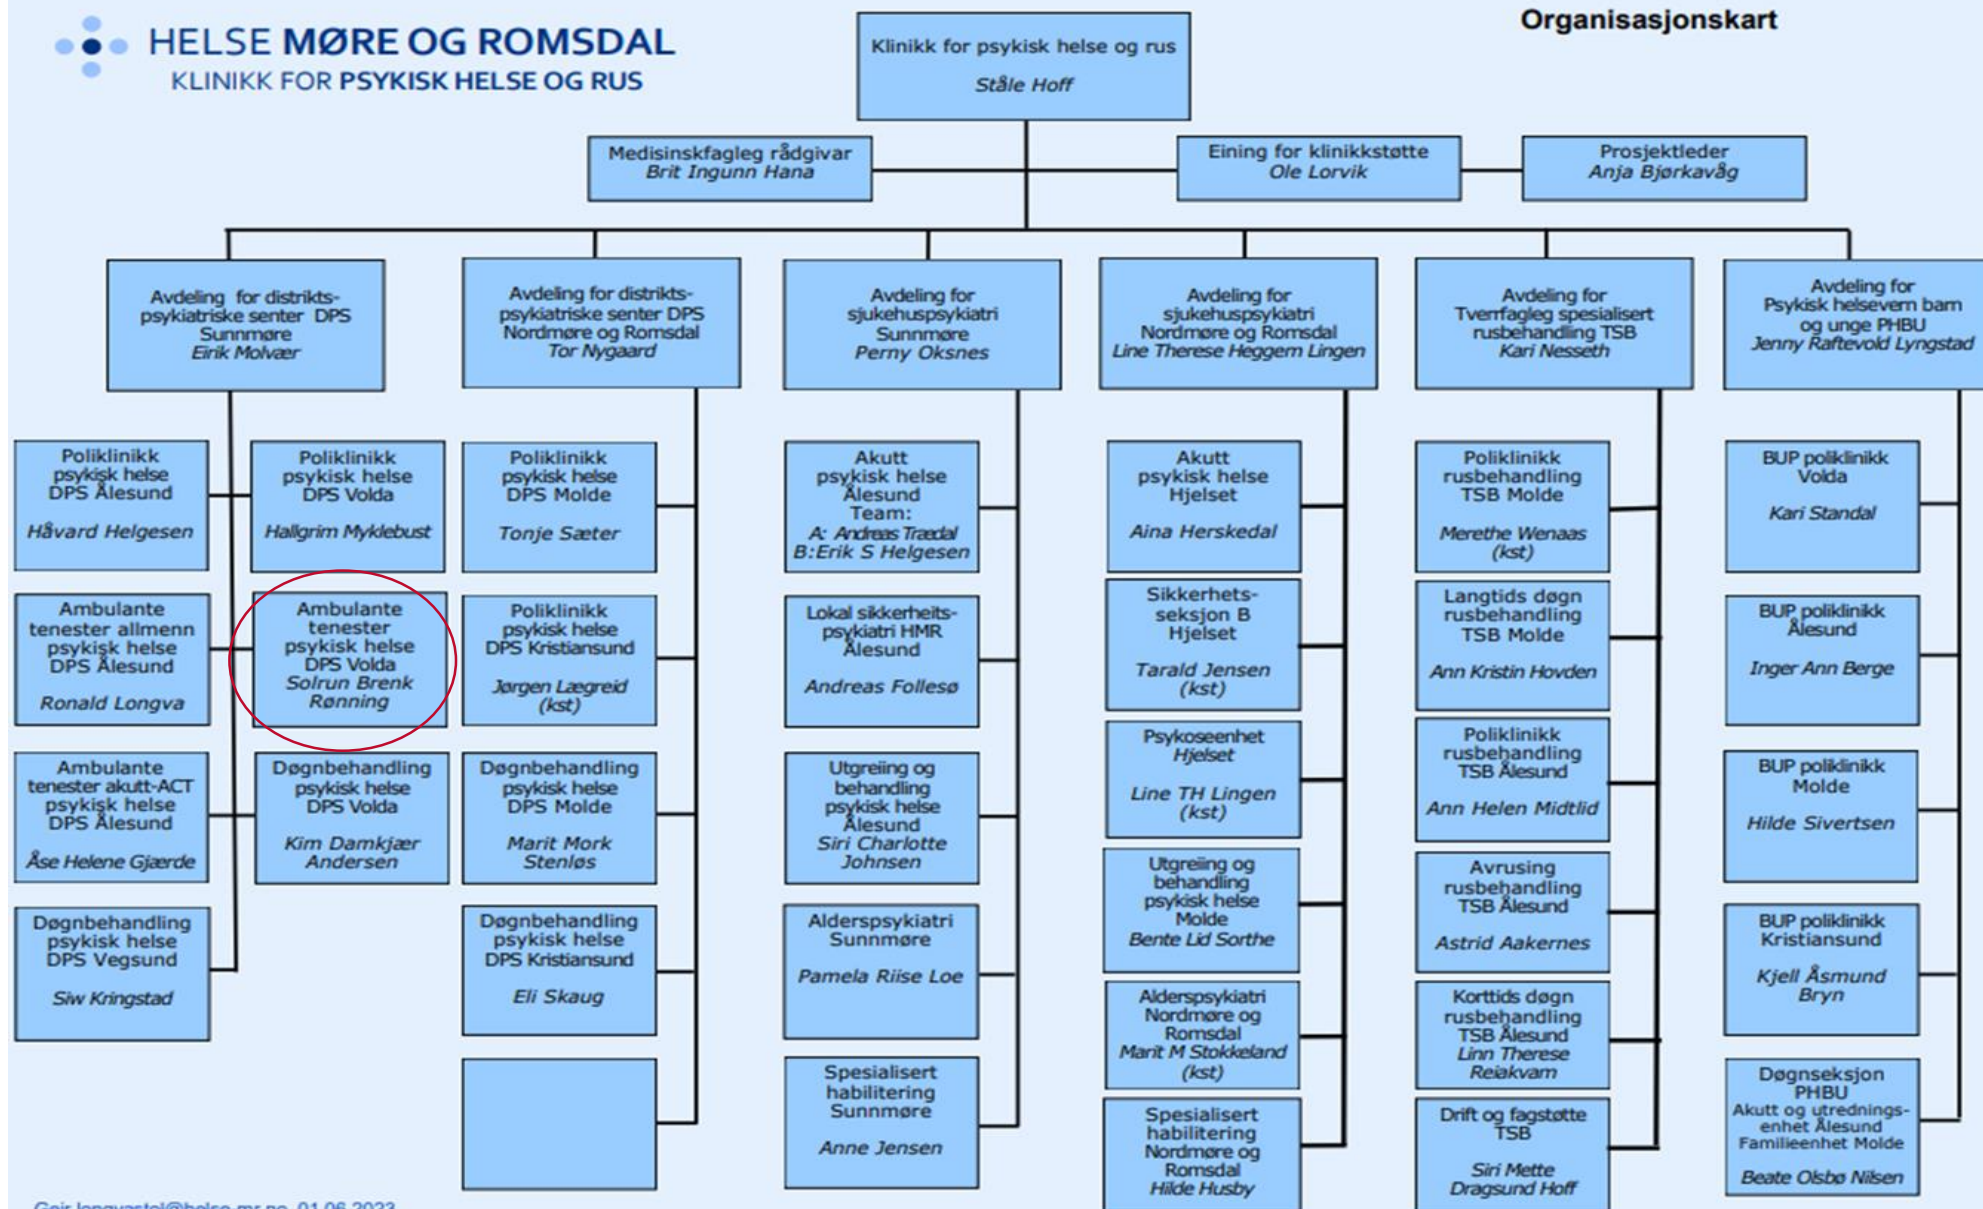 HELSE MØRE OG ROMSDAL
KLINIKK FOR PSYKISK HELSE OG RUS
Organisasjonskart
Klinikk for psykisk helse og rus
Ståle Hoff
Medisinskfagleg rådgivar
Brit Ingunn Hana
Eining for klinikkstøtte
Ole Lorvik
Prosjektleder
Anja Bjørkavåg
Avdeling for distrikts-
psykiatriske senter DPS
Sunnmøre
Eirik Molvær
Avdeling for distrikts-
psykiatriske senter DPS
Nordmøre og Romsdal
Tor Nygaard
Avdeling for
sjukehuspsykiatri
Sunnmøre
Perny Oksnes
Avdeling for
sjukehuspsykiatri
Nordmøre og Romsdal
Line Therese Heggem Lingen
Avdeling for
Tverrfagleg spesialisert
rusbehandling TSB
Kari Nesseth
Avdeling for
Psykisk helsevern barn
og unge PHBU
Jenny Raftevold Lyngstad
Poliklinikk
psykisk helse
DPS Ålesund
Håvard Helgesen
Poliklinikk
psykisk helse
DPS Volda
Hallgrim Myklebust
Ambulante
tenester allmenn
psykisk helse
DPS Ålesund
Ronald Longva
Ambulante
tenester
psykisk helse
DPS Volda
Solrun Brenk
Rønning
Ambulante
tenester akutt-ACT
psykisk helse
DPS Ålesund
Åse Helene Gjærde
Døgnbehandling
psykisk helse
DPS Volda
Kim Damkjær
Andersen
Døgnbehandling
psykisk helse
DPS Vegsund
Siw Kringstad
Poliklinikk
psykisk helse
DPS Molde
Tonje Sæter
Poliklinikk
psykisk helse
DPS Kristiansund
Jørgen Lægreid
(kst)
Døgnbehandling
psykisk helse
DPS Molde
Marit Mork
Stenløs
Døgnbehandling
psykisk helse
DPS Kristiansund
Eli Skaug
Akutt
psykisk helse
Ålesund
Team:
A: Andreas Trædal
B:Erik S Helgesen
Lokal sikkerheits-
psykiatri HMR
Ålesund
Andreas Follesø
Utgreiing og
behandling
psykisk helse
Ålesund
Siri Charlotte
Johnsen
Alderspsykiatri
Sunnmøre
Pamela Riise Loe
Spesialisert
habilitering
Sunnmøre
Anne Jensen
Akutt
psykisk helse
Hjelset
Aina Herskedal
Sikkerhets-
seksjon B
Hjelset
Tarald Jensen
(kst)
Psykoseenhet
Hjelset
Line TH Lingen
(kst)
Utgreiing og
behandling
psykisk helse
Molde
Bente Lid Sorthe
Alderspsykiatri
Nordmøre og
Romsdal
Marit M Stokkeland
(kst)
Spesialisert
habilitering
Nordmøre og
Romsdal
Hilde Husby
Poliklinikk
rusbehandling
TSB Molde
Merethe Wenaas
(kst)
Langtids døgn
rusbehandling
TSB Molde
Ann Kristin Hovden
Poliklinikk
rusbehandling
TSB Ålesund
Ann Helen Midtlid
Avrusing
rusbehandling
TSB Ålesund
Astrid Aakernes
Korttids døgn
rusbehandling
TSB Ålesund
Linn Therese
Reiakvam
Drift og fagstøtte
TSB
Siri Mette
Dragsund Hoff
BUP poliklinikk
Volda
Kari Standal
BUP poliklinikk
Ålesund
Inger Ann Berge
BUP poliklinikk
Molde
Hilde Sivertsen
BUP poliklinikk
Kristiansund
Kjell Åsmund
Bryn
Døgnseksjon
PHBU
Akutt og utrednings-
enhet Ålesund
Familieenhet Molde
Beate Olsbø Nilsen
01.06.2023